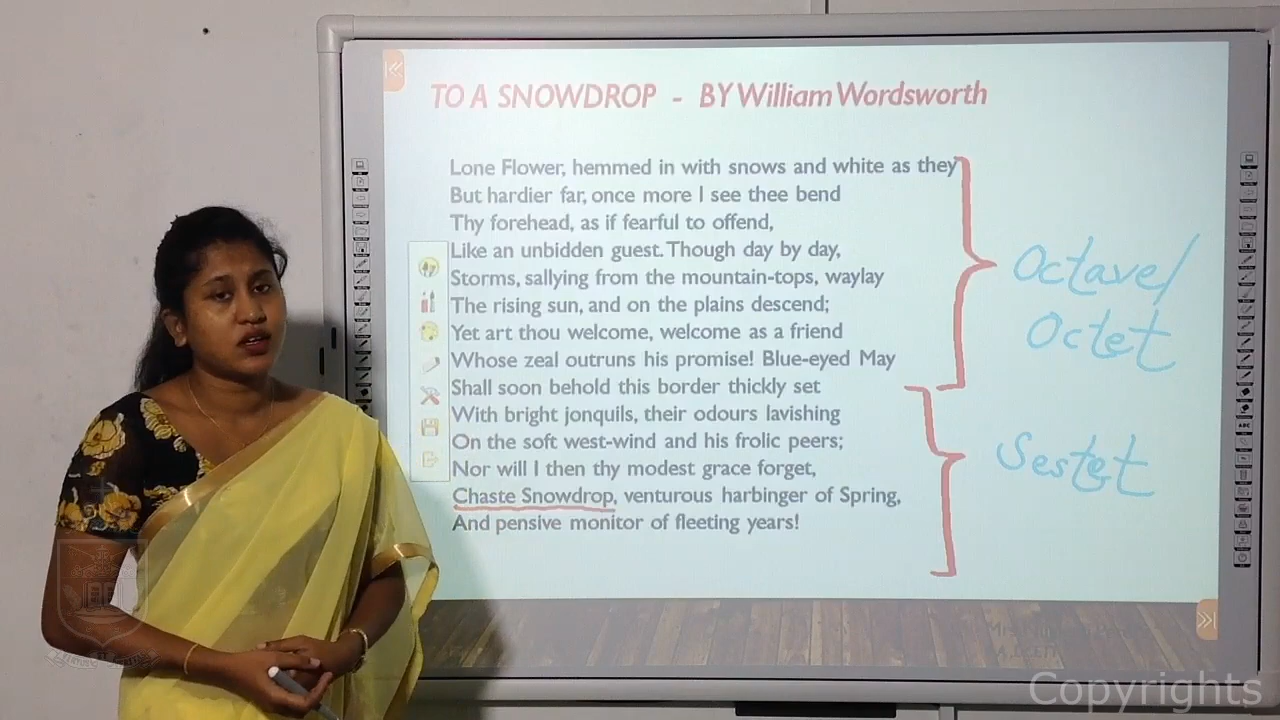 TO A SNOWDROP - BY William Wordsworth
Lone Flower, hemmed in with snows and white as they
But hardier far, once more I see thee bend
Thy forehead, as if fearful to offend,
Like an unbidden guest. Though day by day,
Storms, sallying from the mountain-tops, waylay
The rising sun, and on the plains descend;
Yet art thou welcome, welcome as a friend
Whose zeal outruns his promise! Blue-eyed May
Shall soon behold this border thickly set
With bright jonquils, their odours lavishing
On the soft west-wind and his frolic peers;
Nor will I then thy modest grace forget,
Chaste Snowdrop, venturous harbinger of Spring,
And pensive monitor of fleeting years!
Octave/
Octet
Sestet
Copyrights